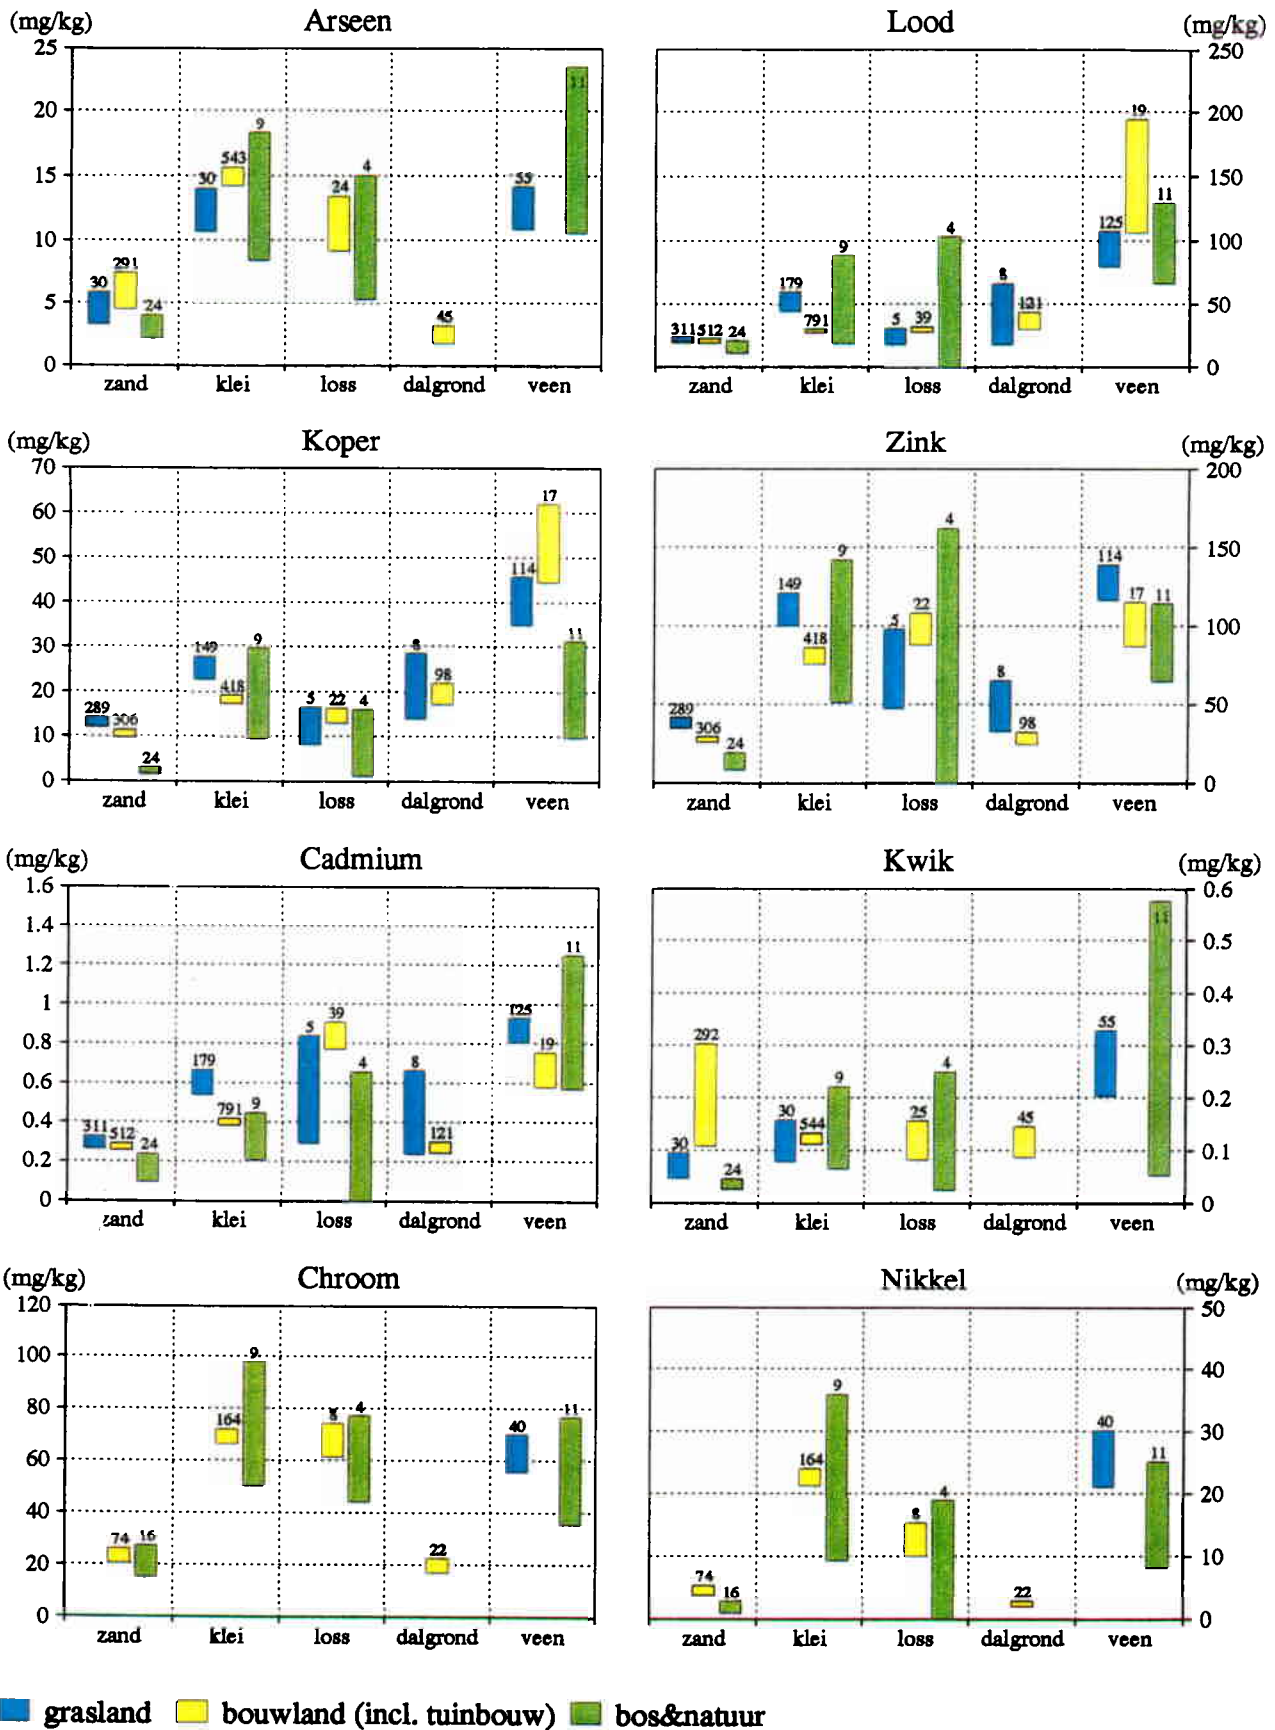 (mg/kg) Arseen
25
20
15
10
5
0
30 291 24
30 543 9
24 4
45
55 11
zand klei loss dalgrond veen
Lood (mg/kg)
250
200
150
100
50
0
311 512 24
179 791 9
5 39 4
8 121
125 19 11
zand klei loss dalgrond veen
(mg/kg) Koper
70
60
50
40
30
20
10
0
289 306 24
149 418 9
5 22 4
8 98
114 17 11
zand klei loss dalgrond veen
Zink (mg/kg)
200
150
100
50
0
289 306 24
149 418 9
5 22 4
8 98
114 17 11
zand klei loss dalgrond veen
(mg/kg) Cadmium
1.6
1.4
1.2
1
0.8
0.6
0.4
0.2
0
311 512 24
179 791 9
5 39 4
8 121
125 19 11
zand klei loss dalgrond veen
Kwik (mg/kg)
0.6
0.5
0.4
0.3
0.2
0.1
0
30 292 24
30 544 9
25 4
45
55 11
zand klei loss dalgrond veen
(mg/kg) Chroom
120
100
80
60
40
20
0
74 16
164 9
8 4
22
40 11
zand klei loss dalgrond veen
Nikkel (mg/kg)
50
40
30
20
10
0
74 16
164 9
8 4
22
40 11
zand klei loss dalgrond veen
grasland bouwland (incl. tuinbouw) bos&natuur